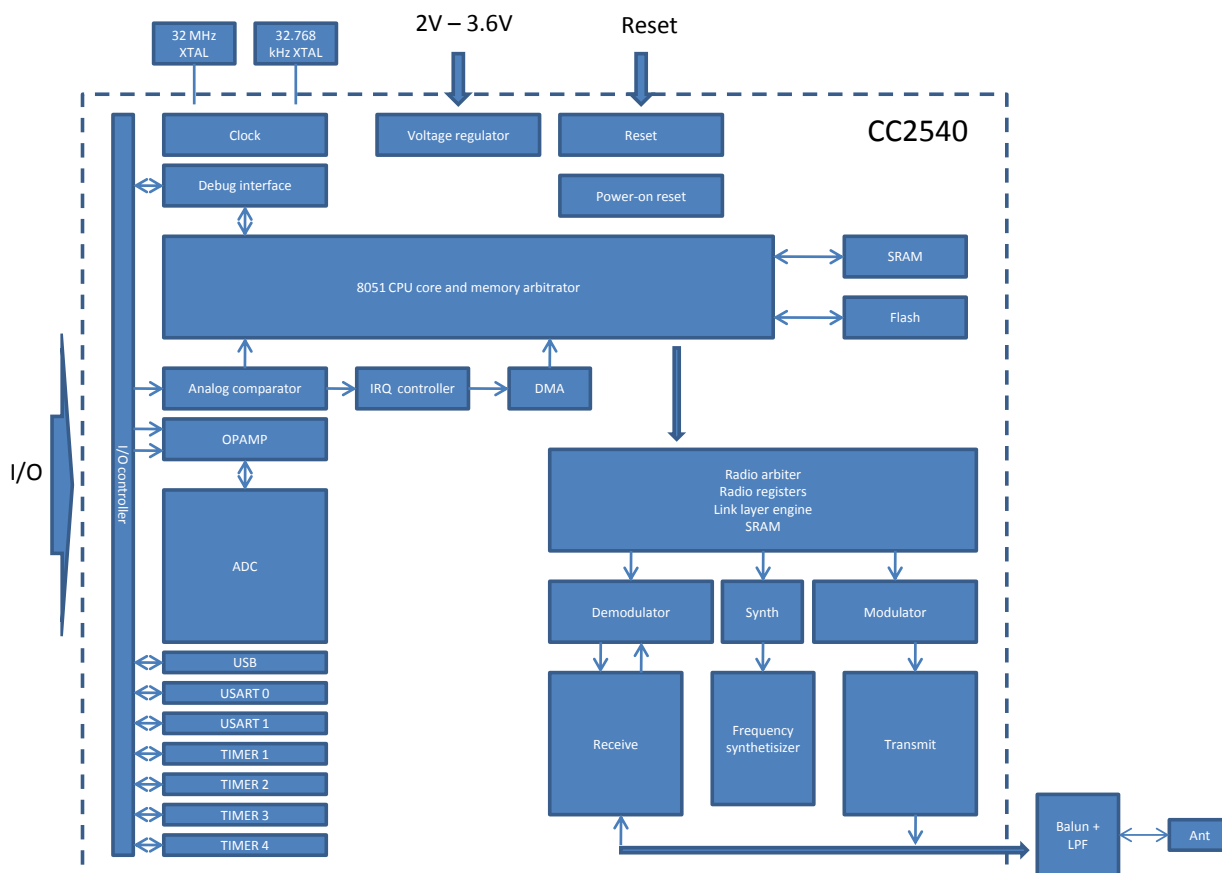 32 MHz
XTAL
32.768
kHz XTAL
2V – 3.6V
Reset
Clock
Voltage regulator
Reset
CC2540
Debug interface
Power-on reset
8051 CPU core and memory arbitrator
SRAM
Flash
Analog comparator
IRQ controller
DMA
OPAMP
I/O
I/O controller
ADC
Radio arbiter
Radio registers
Link layer engine
SRAM
Demodulator
Synth
Modulator
USB
USART 0
USART 1
TIMER 1
TIMER 2
TIMER 3
TIMER 4
Receive
Frequency
synthetisizer
Transmit
Balun +
LPF
Ant